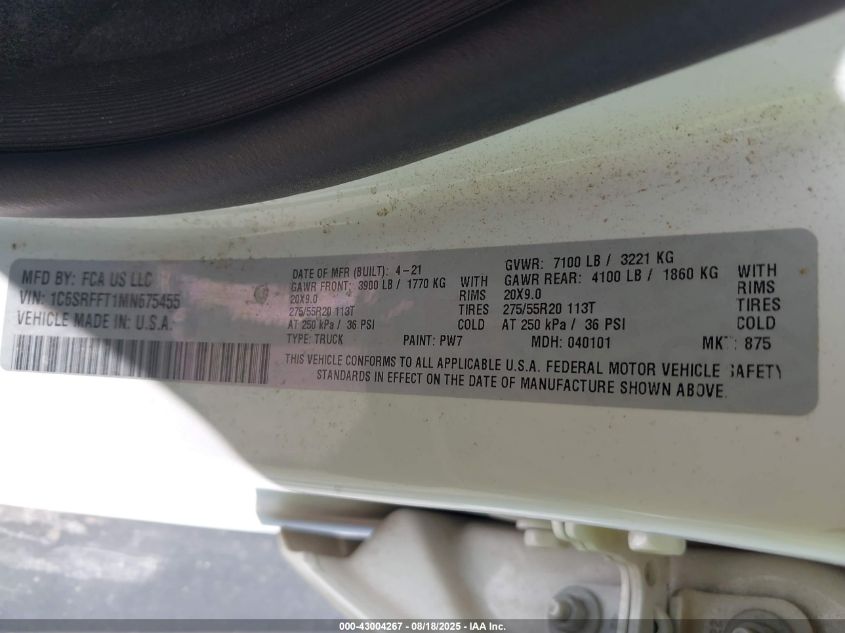 MFD BY: FCA US LLC
VIN: 1C6SRFFT1MN675455
VEHICLE MADE IN: U.S.A.
DATE OF MFR (BUILT): 4-21
GAWR FRONT: 3900 LB / 1770 KG WITH
20X9.0 RIMS
275/55R20 113T TIRES
AT 250 kPa / 36 PSI COLD
TYPE: TRUCK PAINT: PW7
GVWR: 7100 LB / 3221 KG
GAWR REAR: 4100 LB / 1860 KG WITH
20X9.0 RIMS
275/55R20 113T TIRES
AT 250 kPa / 36 PSI COLD
MDH: 040101 MKT: 875
THIS VEHICLE CONFORMS TO ALL APPLICABLE U.S.A. FEDERAL MOTOR VEHICLE SAFETY
STANDARDS IN EFFECT ON THE DATE OF MANUFACTURE SHOWN ABOVE.
000-43004267 - 08/18/2025 - IAA Inc.